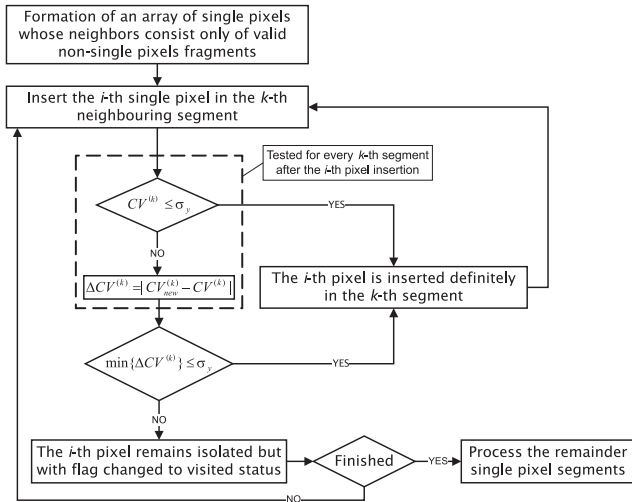 Formation of an array of single pixels
whose neighbors consist only of valid
non-single pixels fragments
Insert the i-th single pixel in the k-th
neighbouring segment
Tested for every k-th segment
after the i-th pixel insertion
CV^(k) ≤ σ_y
YES
NO
ΔCV^(k) =| CV_new^(k) − CV^(k) |
The i-th pixel is inserted definitely
in the k-th segment
min{ΔCV^(k)} ≤ σ_y
YES
NO
The i-th pixel remains isolated but
with flag changed to visited status
Finished
YES
Process the remainder
single pixel segments
NO